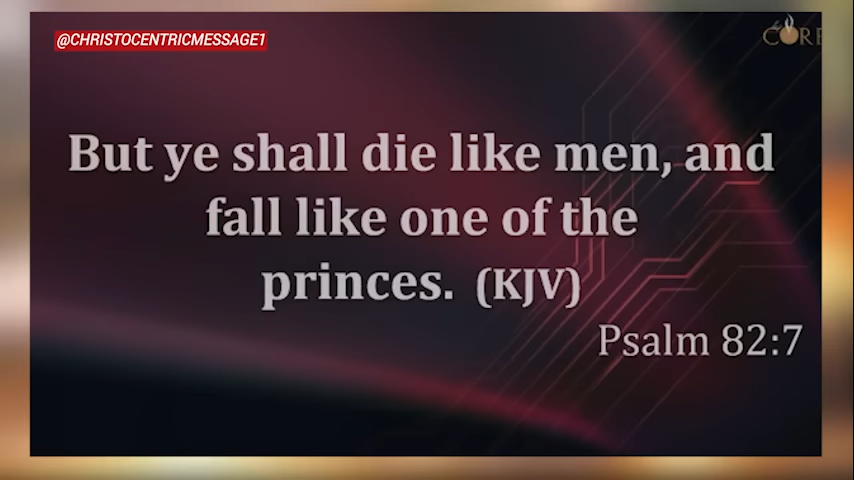 @CHRISTOCENTRICMESSAGE1
CORE
But ye shall die like men, and
fall like one of the
princes. (KJV)
Psalm 82:7